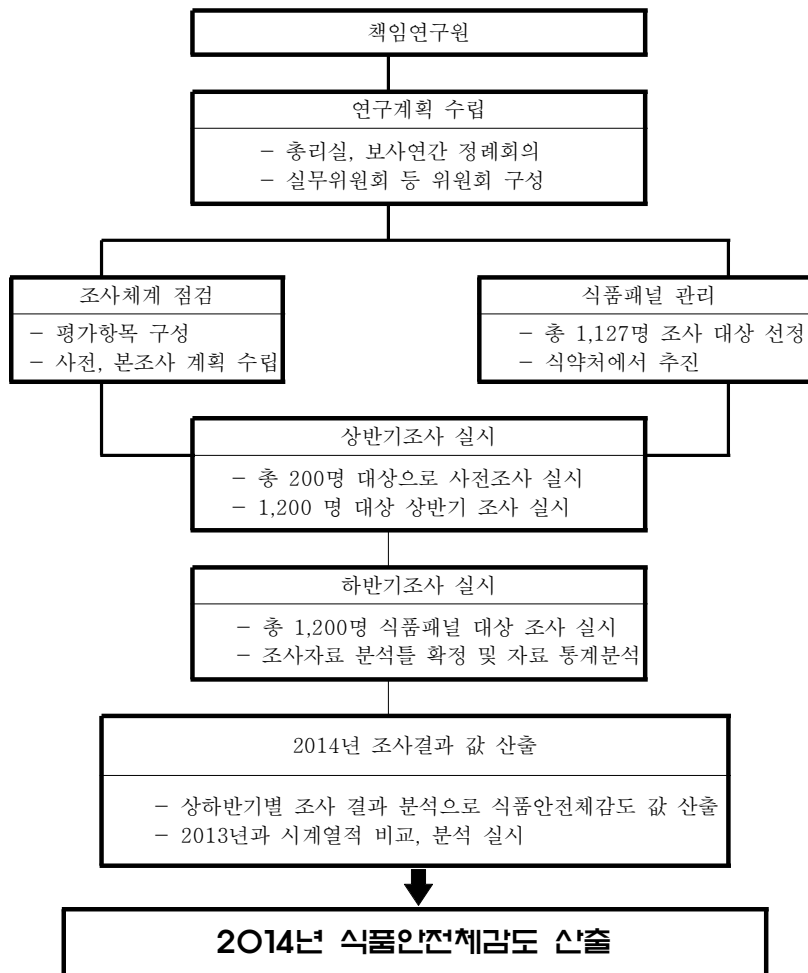 책임연구원
연구계획 수립
- 총리실, 보사연간 정례회의
- 실무위원회 등 위원회 구성
조사체계 점검
- 평가항목 구성
- 사전, 본조사 계획 수립
식품패널 관리
- 총 1,127명 조사 대상 선정
- 식약처에서 추진
상반기조사 실시
- 총 200명 대상으로 사전조사 실시
- 1,200 명 대상 상반기 조사 실시
하반기조사 실시
- 총 1,200명 식품패널 대상 조사 실시
- 조사자료 분석틀 확정 및 자료 통계분석
2014년 조사결과 값 산출
- 상하반기별 조사 결과 분석으로 식품안전체감도 값 산출
- 2013년과 시계열적 비교, 분석 실시
2014년 식품안전체감도 산출